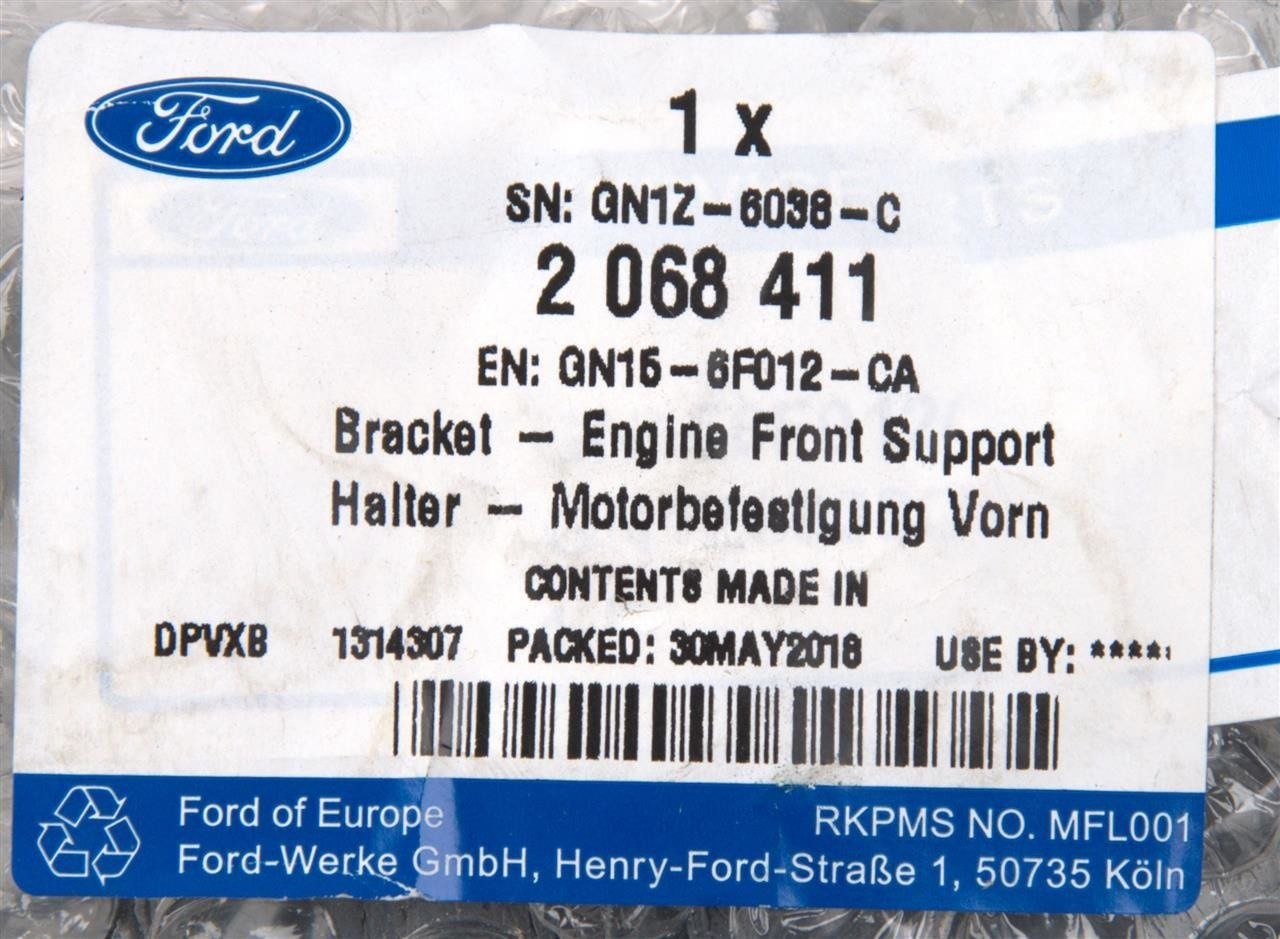 Ford
1 x
SN: GN1Z-6038-C
2 068 411
EN: GN15-6F012-CA
Bracket - Engine Front Support
Halter - Motorbefestigung Vorn
CONTENTS MADE IN
DPVXB 1314307 PACKED: 30MAY2018 USE BY: ****
Ford of Europe
RKPMS NO. MFL001
Ford-Werke GmbH, Henry-Ford-Straße 1, 50735 Köln